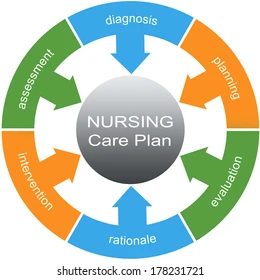 diagnosis
planning
evaluation
rationale
intervention
assessment
NURSING
Care Plan
shutterstock.com · 178231721